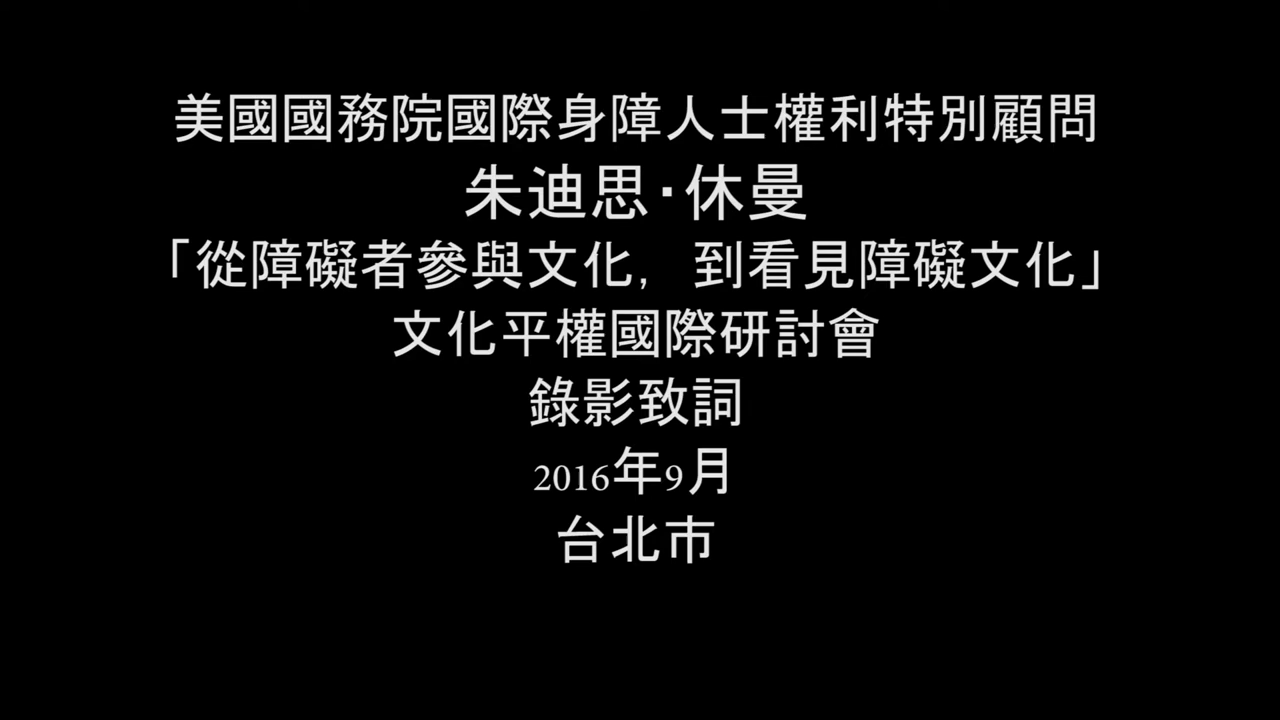 美國國務院國際身障人士權利特別顧問
朱迪思·休曼
「從障礙者參與文化，到看見障礙文化」
文化平權國際研討會
錄影致詞
2016年9月
台北市